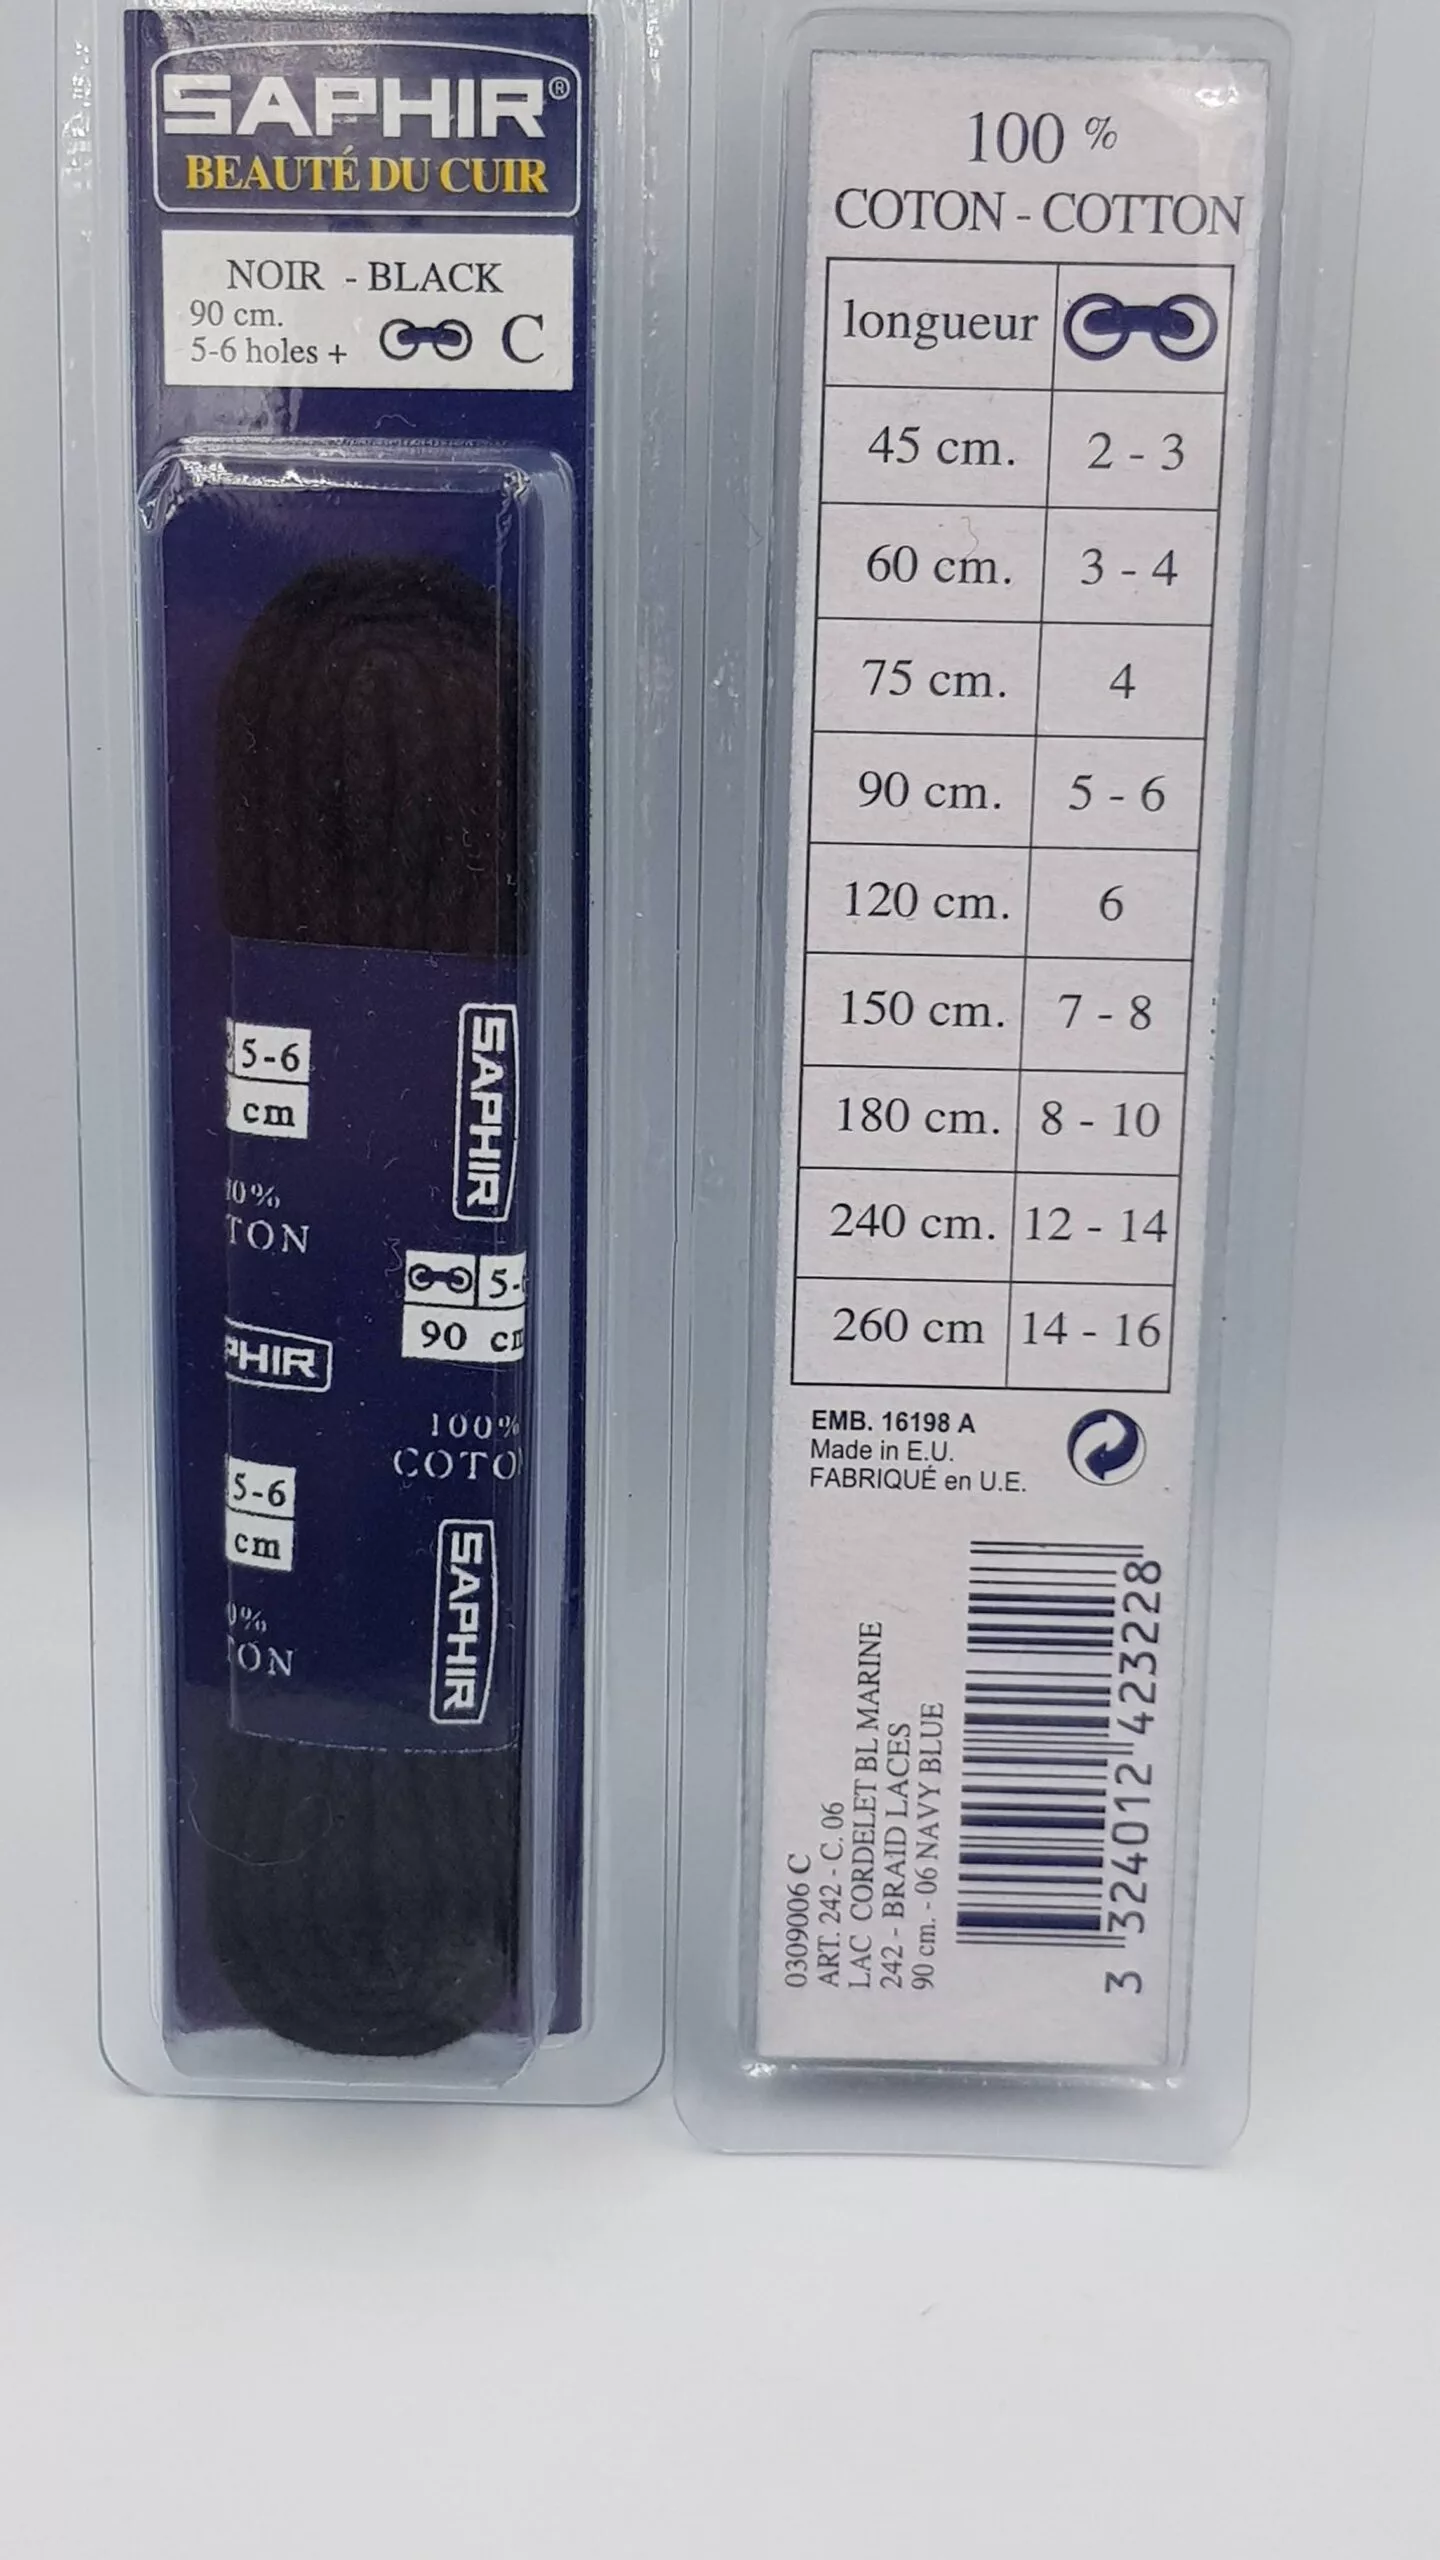 SAPHIR®
BEAUTÉ DU CUIR
NOIR - BLACK
90 cm.
5-6 holes + C
5-6
cm
0%
TON
PHIR
5-6
cm
0%
ON
SAPHIR
5-
90 c
100%
COTO
SAPHIR
100 %
COTON - COTTON
longueur
45 cm. 2 - 3
60 cm. 3 - 4
75 cm. 4
90 cm. 5 - 6
120 cm. 6
150 cm. 7 - 8
180 cm. 8 - 10
240 cm. 12 - 14
260 cm 14 - 16
EMB. 16198 A
Made in E.U.
FABRIQUÉ en U.E.
0309006 C
ART. 242 - C. 06
LAC CORDELET BL MARINE
242 - BRAID LACES
90 cm. - 06 NAVY BLUE
3 324012 423228